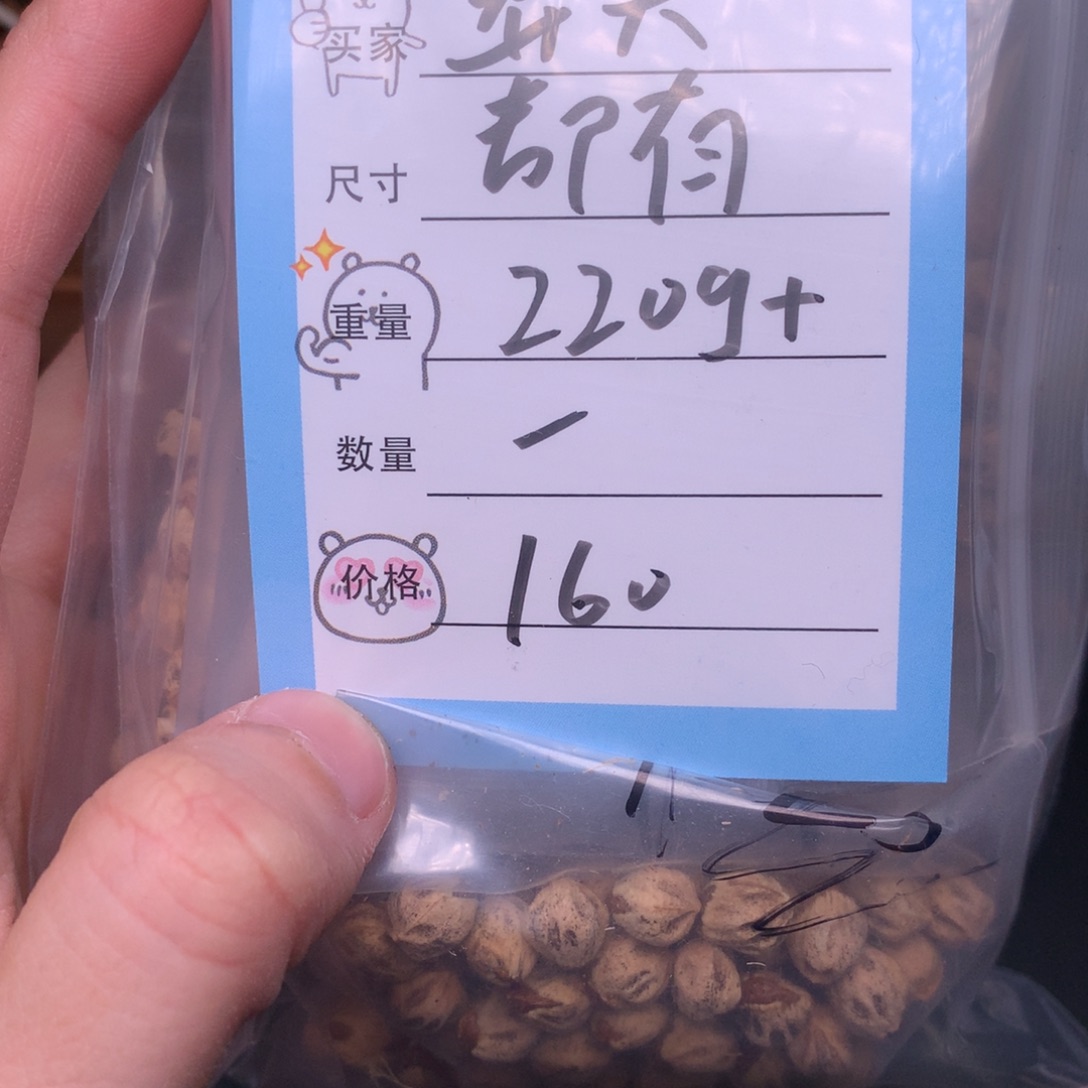 买家
尺寸 都有
重量 220g+
数量 一
价格 160